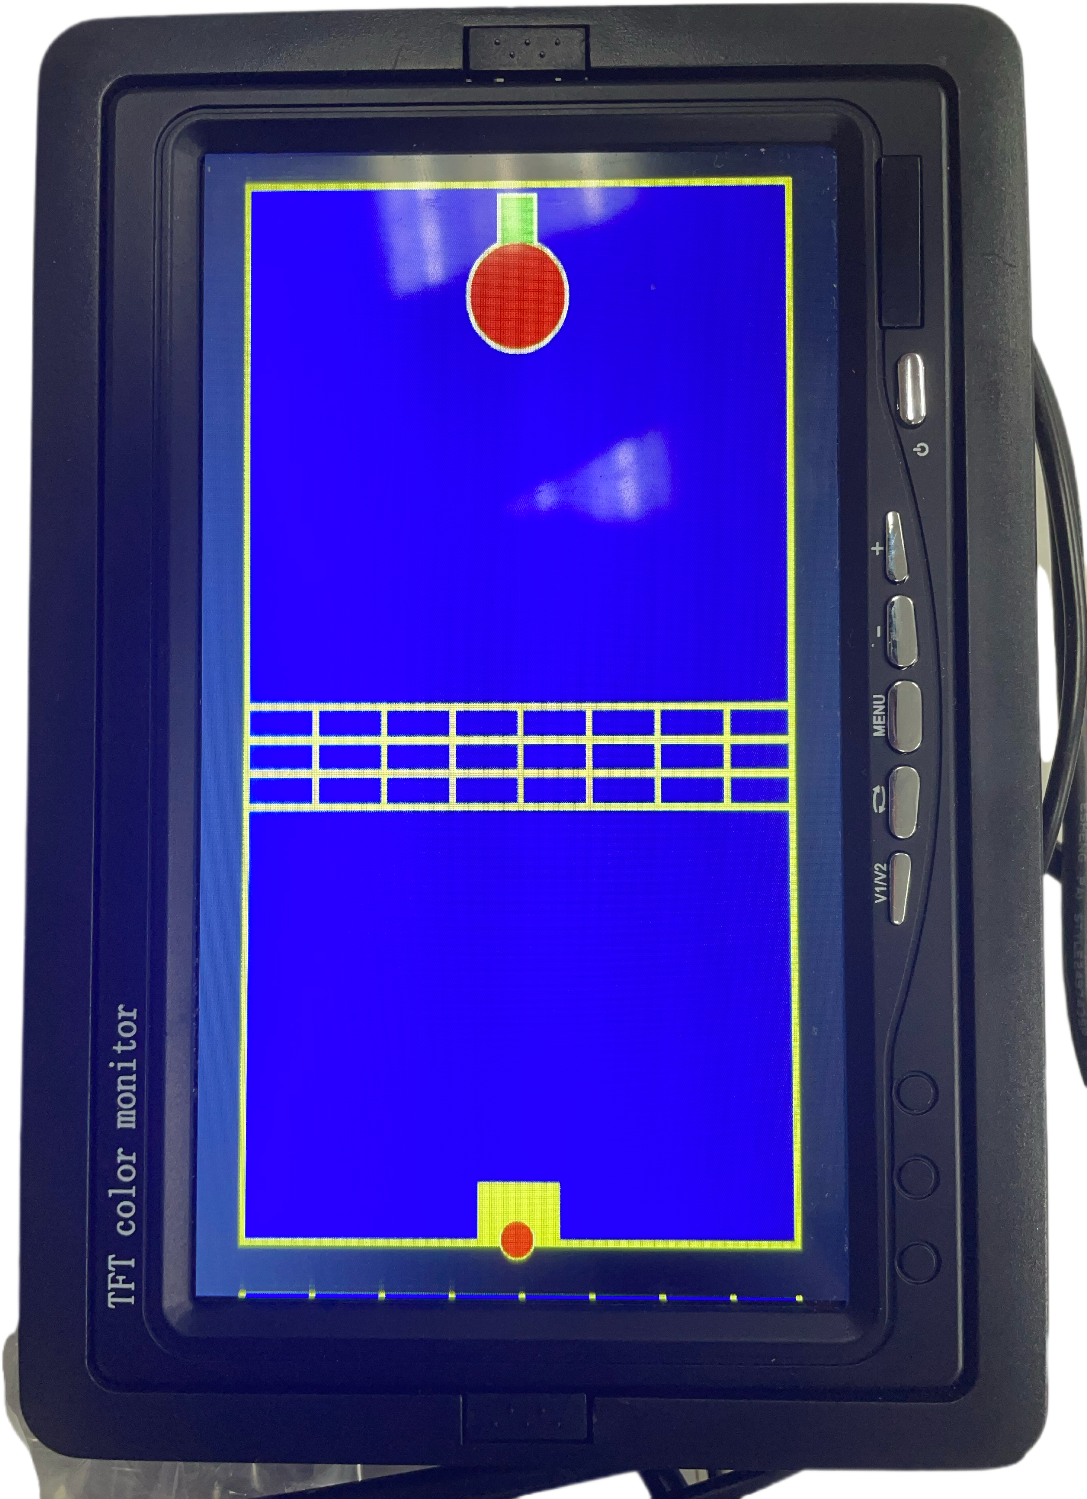 +
-
MENU
V1/V2
TFT color monitor